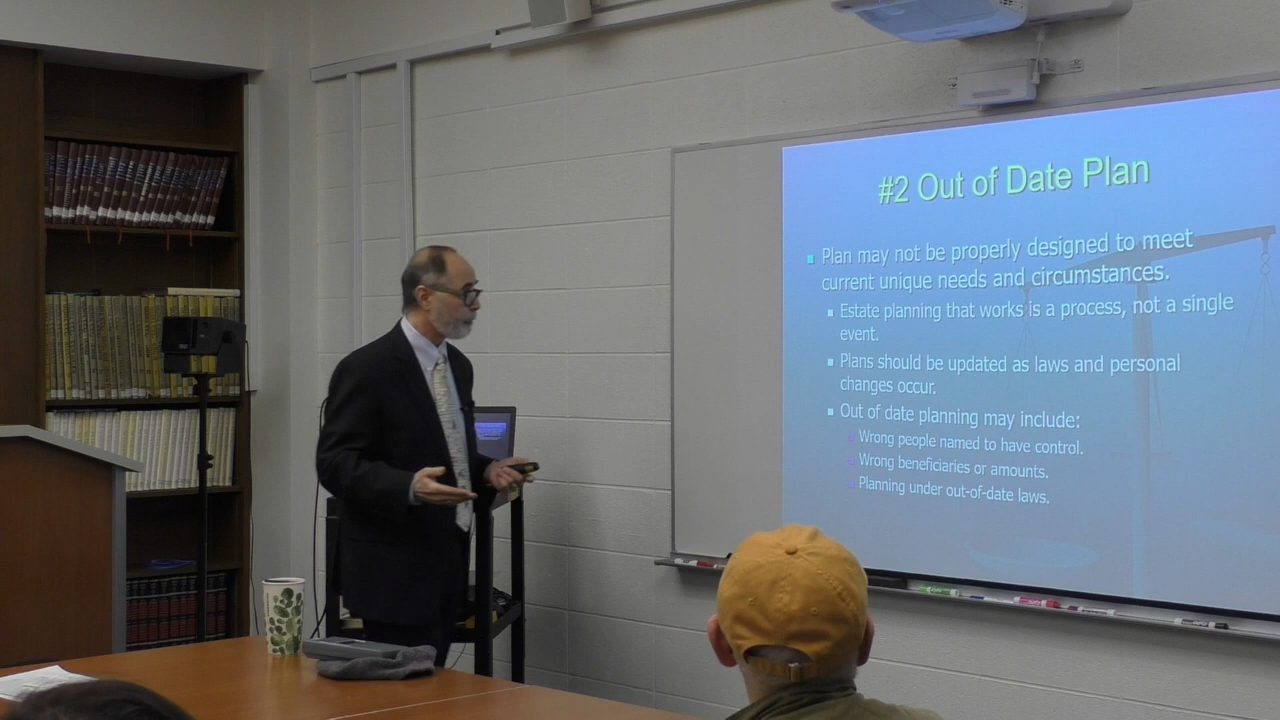 #2 Out of Date Plan
Plan may not be properly designed to meet
current unique needs and circumstances.
Estate planning that works is a process, not a single
event.
Plans should be updated as laws and personal
changes occur.
Out of date planning may include:
Wrong people named to have control.
Wrong beneficiaries or amounts.
Planning under out-of-date laws.